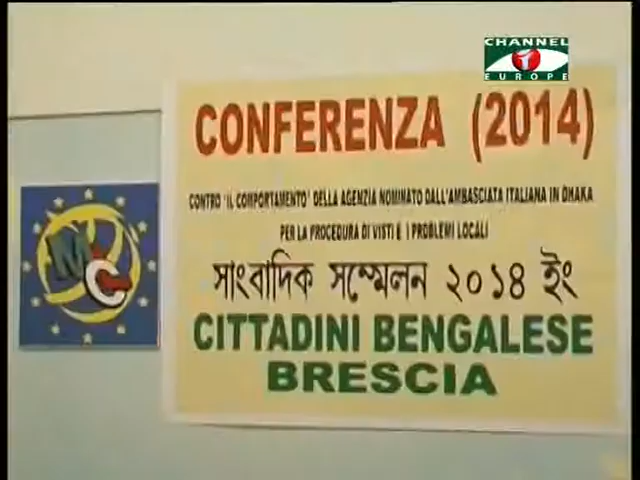 CHANNEL
i
EUROPE
CONFERENZA (2014)
CONTRO 'IL COMPORTAMENTO' DELLA AGENZIA NOMINATO DALL'AMBASCIATA ITALIANA IN DHAKA
PER LA PROCEDURA DI VISTI E I PROBLEMI LOCALI
সাংবাদিক সম্মেলন ২০১৪ ইং
CITTADINI BENGALESE
BRESCIA
MC